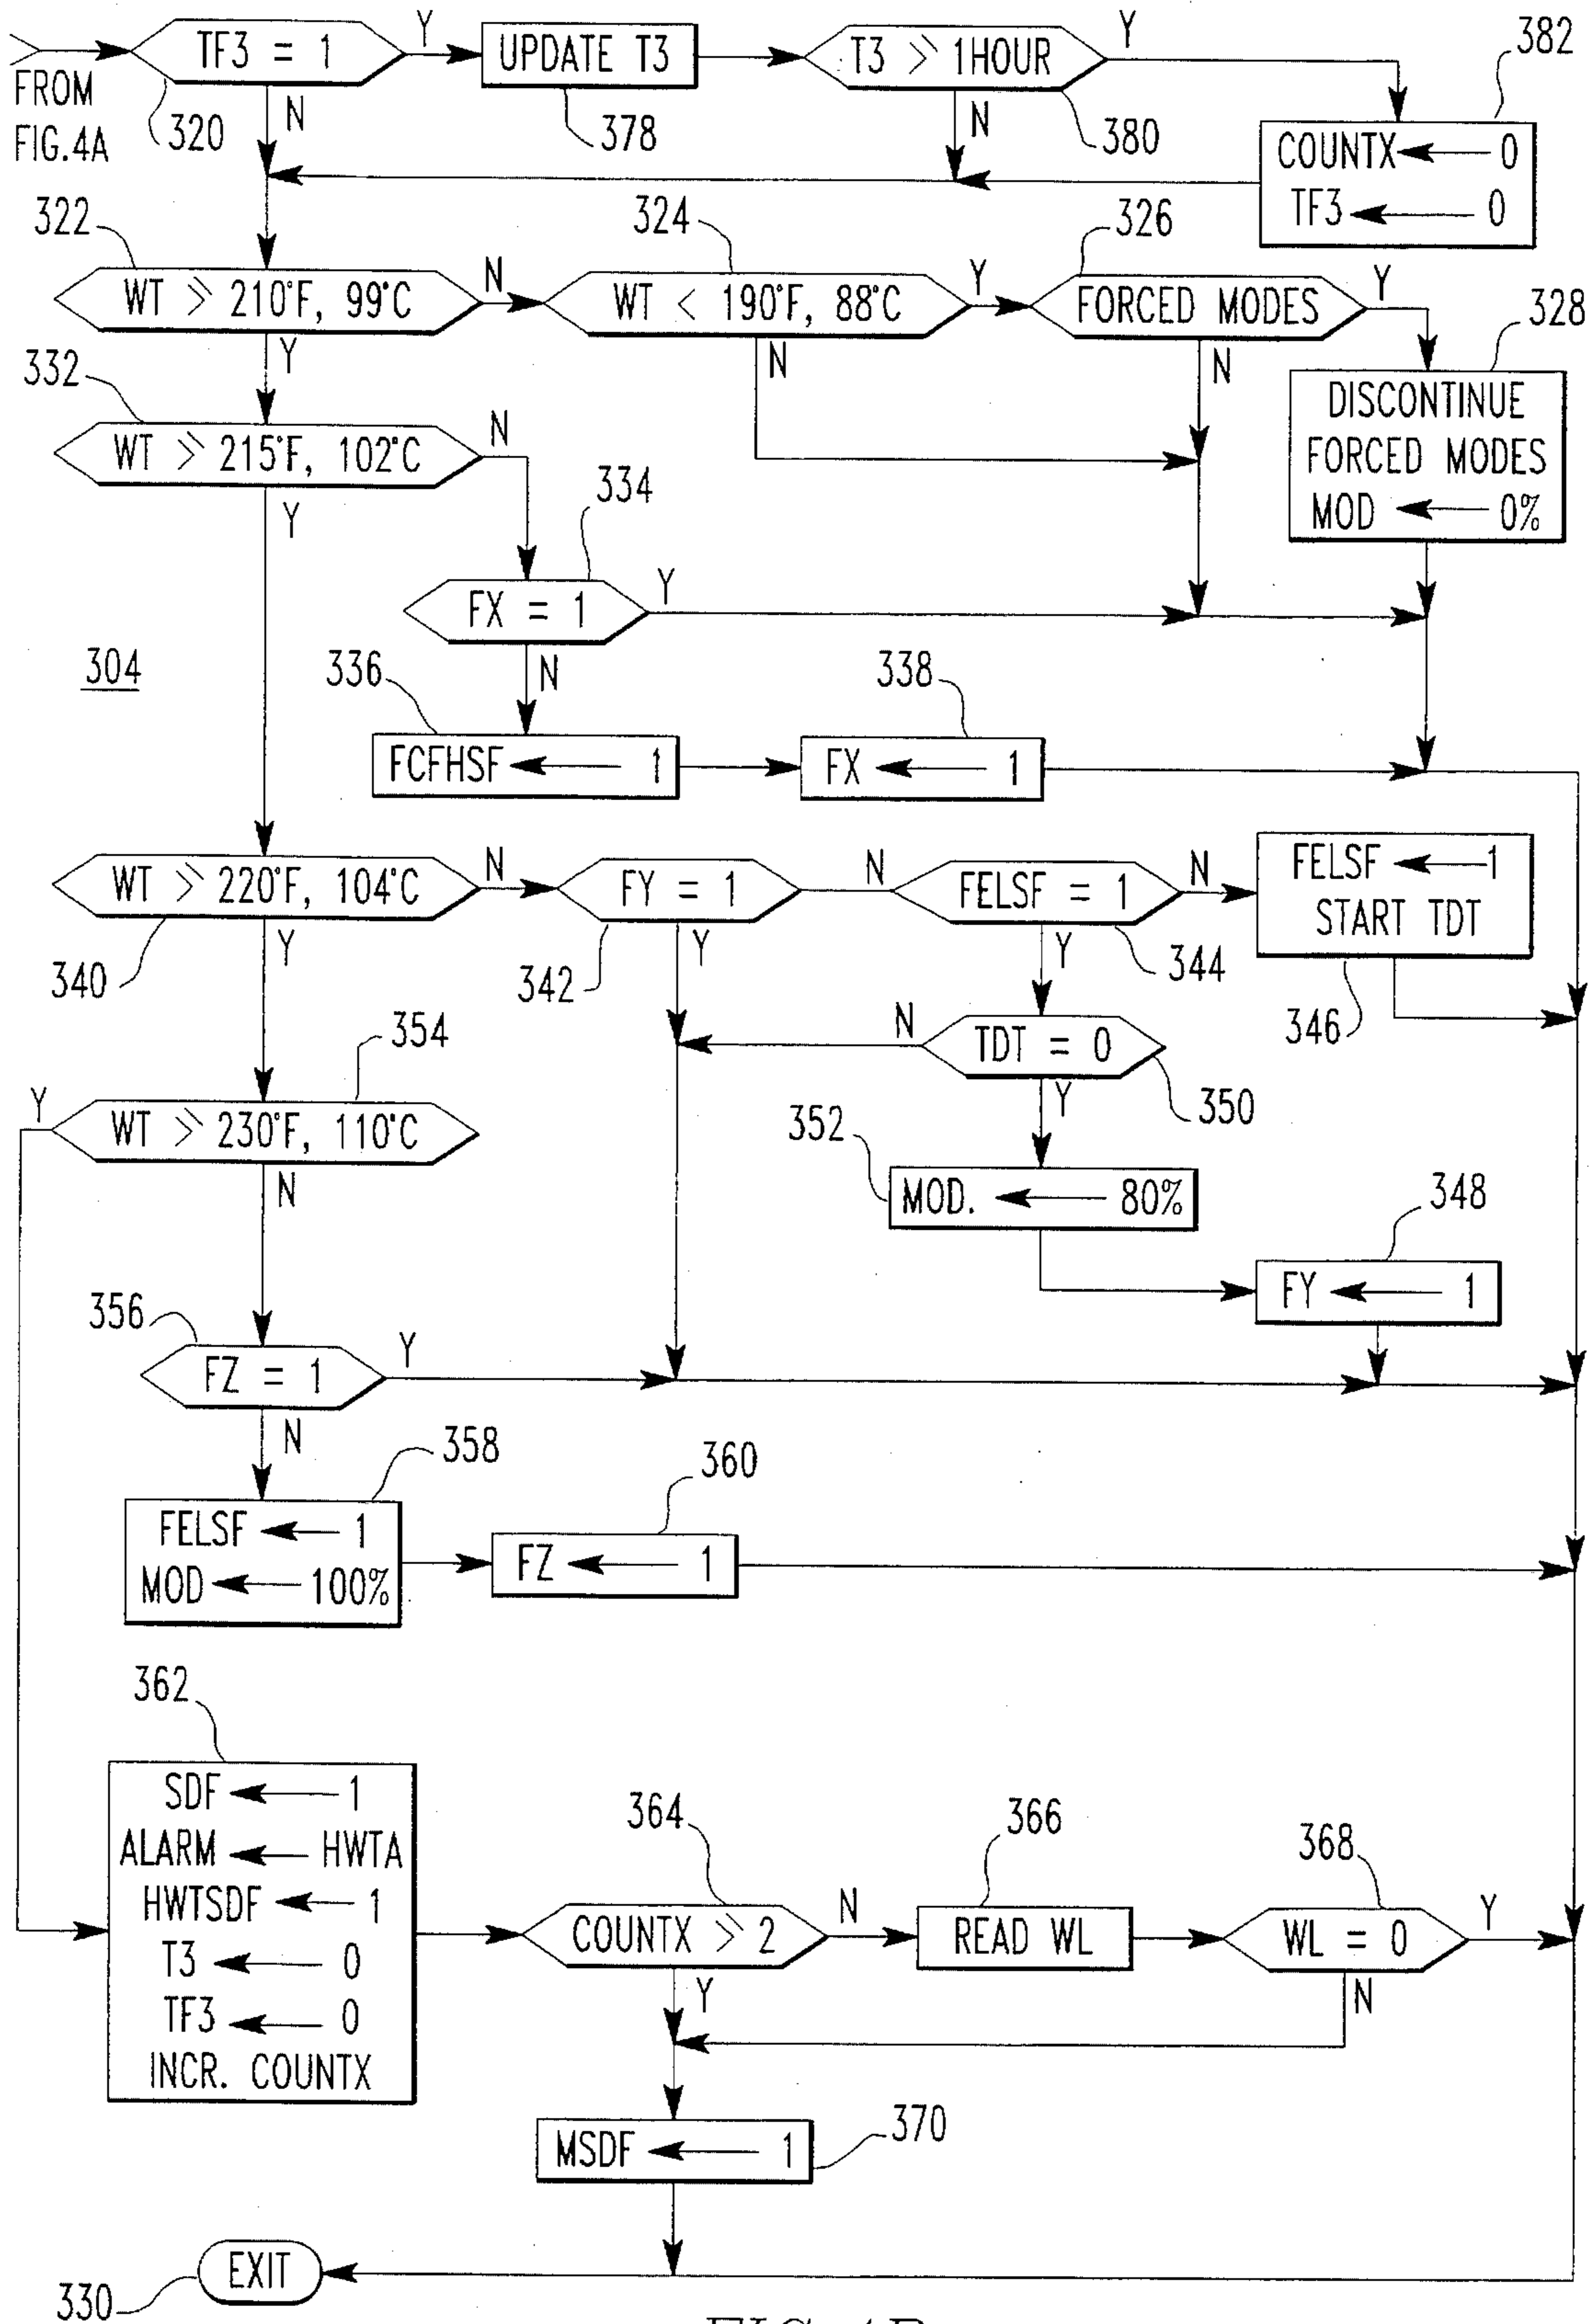 TF3 = 1
Y
UPDATE T3
T3 ⩾ 1HOUR
Y
382
FROM
FIG.4A
320
N
378
N
380
COUNTX ← 0
TF3 ← 0
322
324
326
WT ⩾ 210°F, 99°C
N
WT < 190°F, 88°C
Y
FORCED MODES
Y
328
Y
N
N
332
DISCONTINUE
FORCED MODES
MOD ← 0%
WT ⩾ 215°F, 102°C
N
Y
334
FX = 1
Y
304
N
336
338
FCFHSF ← 1
FX ← 1
WT ⩾ 220°F, 104°C
N
FY = 1
N
FELSF = 1
N
FELSF ← 1
START TDT
340
Y
342
Y
Y
344
346
354
N
TDT = 0
Y
350
Y
WT ⩾ 230°F, 110°C
352
N
MOD. ← 80%
348
FY ← 1
356
FZ = 1
Y
N
358
360
FELSF ← 1
MOD ← 100%
FZ ← 1
362
SDF ← 1
ALARM ← HWTA
HWTSDF ← 1
T3 ← 0
TF3 ← 0
INCR. COUNTX
364
366
368
COUNTX ⩾ 2
N
READ WL
WL = 0
Y
Y
N
MSDF ← 1
370
EXIT
330